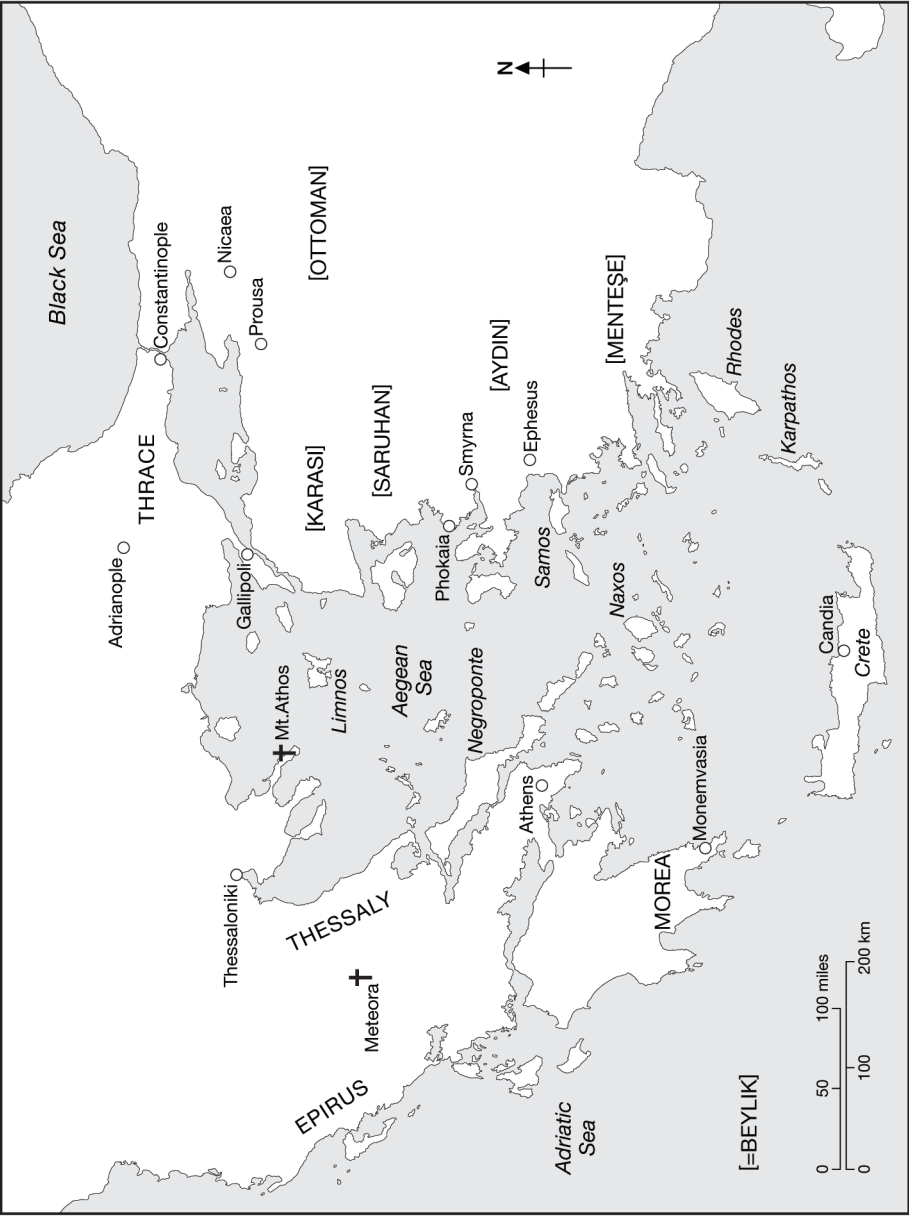 Black Sea
Constantinople
Nicaea
Prousa
THRACE
Adrianople
Gallipoli
[OTTOMAN]
[KARASI]
[SARUHAN]
[AYDIN]
[MENTEŞE]
Smyrna
Ephesus
Phokaia
Samos
Naxos
Rhodes
Karpathos
Candia
Crete
Mt.Athos
Limnos
Aegean
Sea
Negroponte
Athens
Monemvasia
MOREA
Thessaloniki
THESSALY
Meteora
EPIRUS
Adriatic
Sea
[=BEYLIK]
0 50 100 miles
0 100 200 km
N